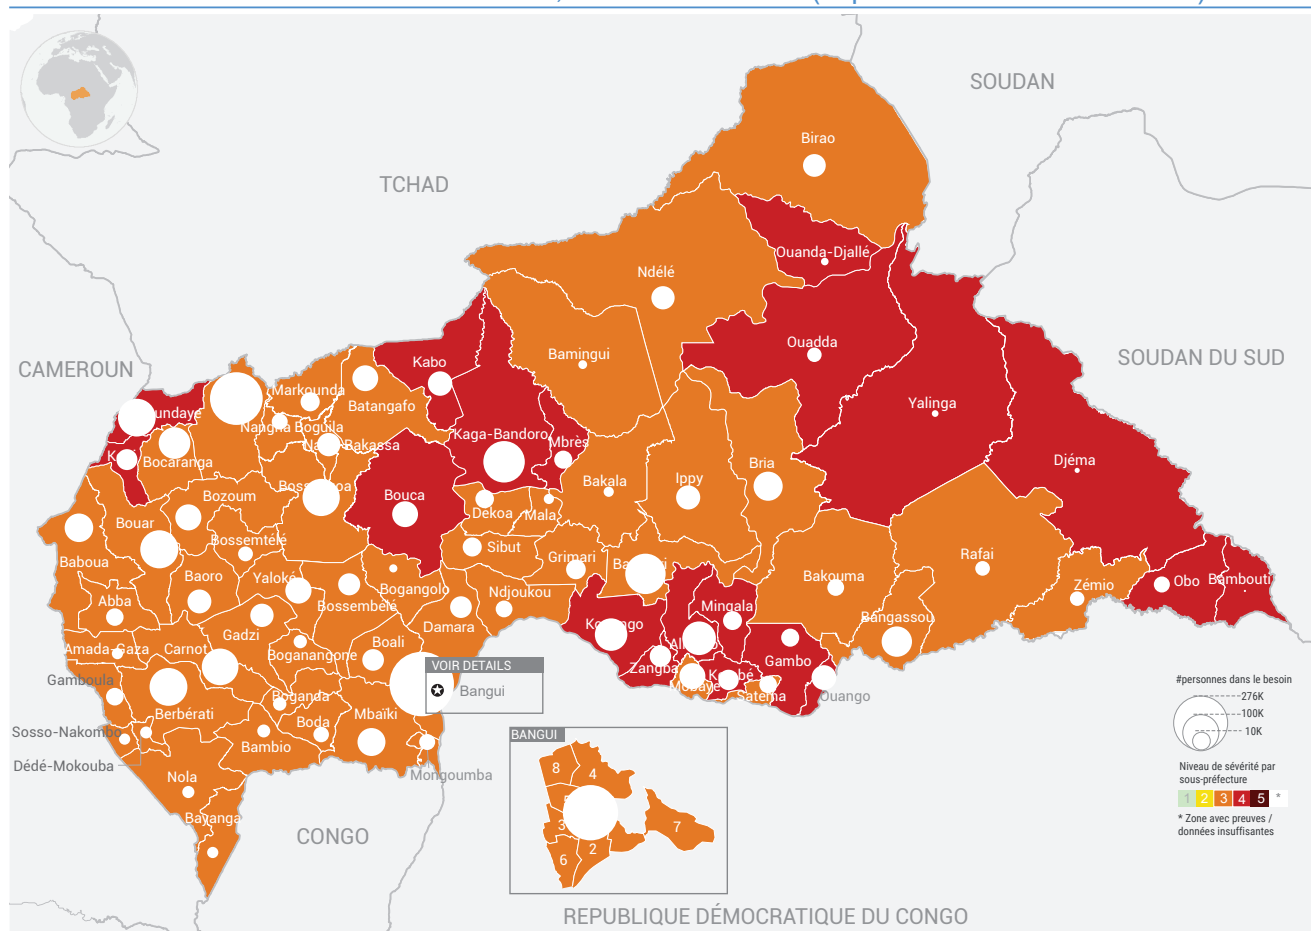 SOUDAN
Birao
TCHAD
Ouanda-Djallé
Ndélé
Ouadda
Bamingui
Kabo
CAMEROUN
SOUDAN DU SUD
Markounda
Batangafo
Yalinga
Nangha Boguila
Kaga-Bandoro
Mbrès
Bocaranga
Bria
Djéma
Ippy
Bakala
Bozoum
Bouca
Dekoa
Mala
Bouar
Bossemtélé
Sibut
Baboua
Grimari
Rafai
Baoro
Yaloké
Bogangolo
Bakouma
Obo
Bambouti
Zémio
Abba
Bossembélé
Ndjoukou
Mingala
Bangassou
Damara
Gadzi
Boali
Amada-Gaza
Carnot
Boganangone
Gambo
Zangba
VOIR DETAILS
Gamboula
Bangui
Satema
Ouango
Boganda
Berbérati
Mbaïki
Boda
Sosso-Nakombo
Bambio
Dédé-Mokouba
Mongoumba
Nola
Bayanga
CONGO
BANGUI
8
4
3
7
2
6
REPUBLIQUE DÉMOCRATIQUE DU CONGO
#personnes dans le besoin
276K
100K
10K
Niveau de sévérité par
sous-préfecture
1 2 3 4 5 *
* Zone avec preuves /
données insuffisantes